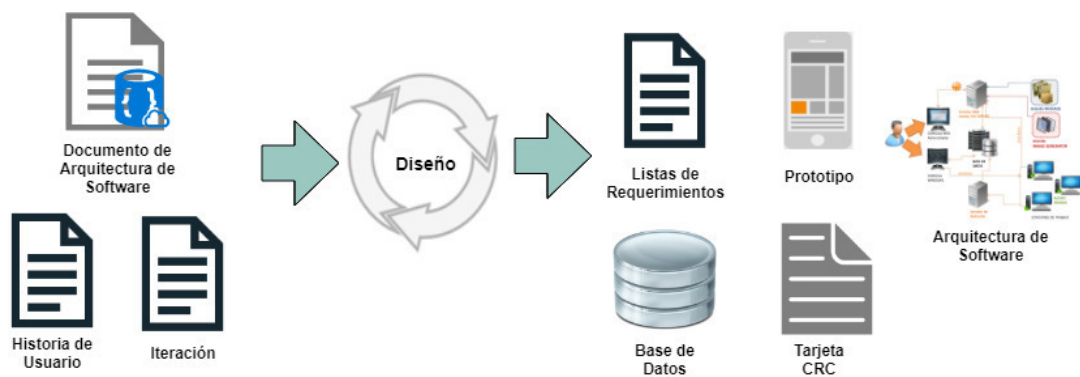 Documento de
Arquitectura de
Software
Historia de
Usuario
Iteración
Diseño
Listas de
Requerimientos
Prototipo
Arquitectura de
Software
Base de
Datos
Tarjeta
CRC